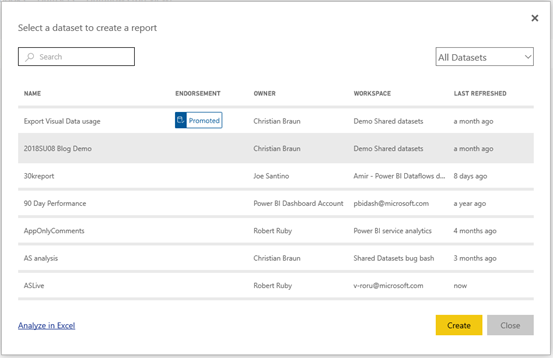 Select a dataset to create a report
Search
All Datasets
NAME ENDORSEMENT OWNER WORKSPACE LAST REFRESHED
Export Visual Data usage Promoted Christian Braun Demo Shared datasets a month ago
2018SU08 Blog Demo Christian Braun Demo Shared datasets a month ago
30kreport Joe Santino Amir - Power BI Dataflows d... 8 days ago
90 Day Performance Power BI Dashboard Account pbidash@microsoft.com a year ago
AppOnlyComments Robert Ruby Power BI service analytics 4 months ago
AS analysis Christian Braun Shared Datasets bug bash 3 months ago
ASLive Robert Ruby v-roru@microsoft.com now
Analyze in Excel
Create
Close